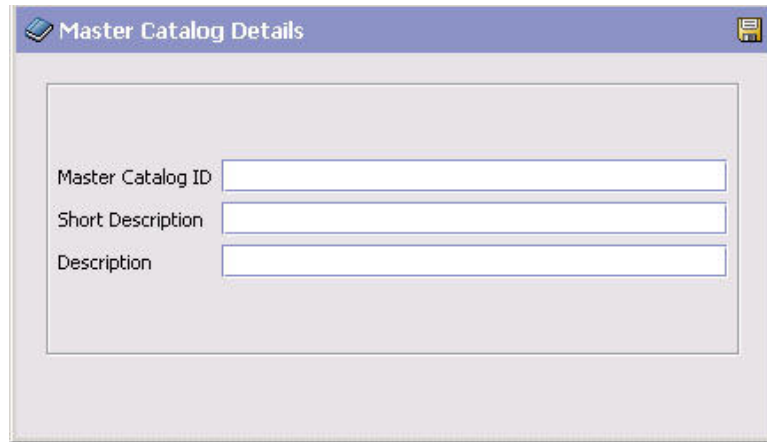 Master Catalog Details
Master Catalog ID
Short Description
Description